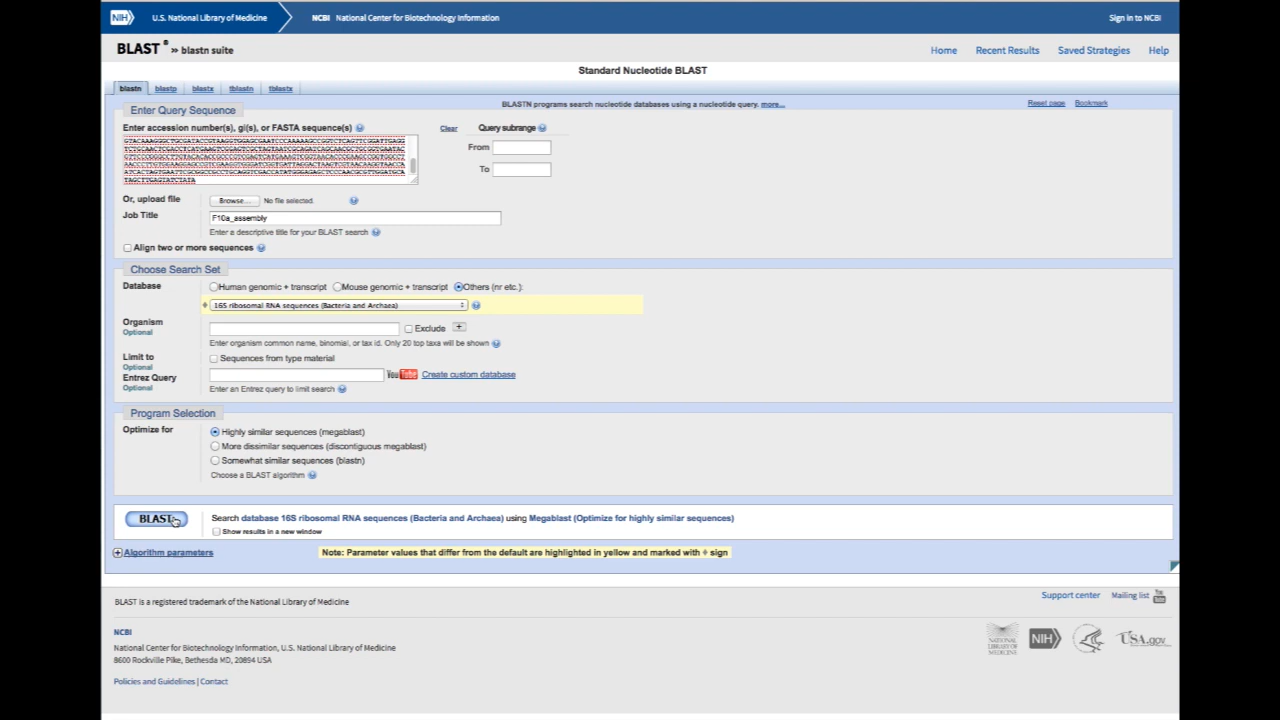 NIH U.S. National Library of Medicine NCBI National Center for Biotechnology Information Sign in to NCBI
BLAST ® » blastn suite Home Recent Results Saved Strategies Help
Standard Nucleotide BLAST
blastn blastp blastx tblastn tblastx
BLASTN programs search nucleotide databases using a nucleotide query. more... Reset page Bookmark
Enter Query Sequence
Enter accession number(s), gi(s), or FASTA sequence(s) Clear Query subrange
From
To
Or, upload file Browse... No file selected.
Job Title F10a_assembly
Enter a descriptive title for your BLAST search
Align two or more sequences
Choose Search Set
Database Human genomic + transcript Mouse genomic + transcript Others (nr etc.):
16S ribosomal RNA sequences (Bacteria and Archaea)
Organism
Optional
Exclude +
Enter organism common name, binomial, or tax id. Only 20 top taxa will be shown
Limit to
Optional
Sequences from type material
Entrez Query
Optional
YouTube Create custom database
Enter an Entrez query to limit search
Program Selection
Optimize for Highly similar sequences (megablast)
More dissimilar sequences (discontiguous megablast)
Somewhat similar sequences (blastn)
Choose a BLAST algorithm
BLAST Search database 16S ribosomal RNA sequences (Bacteria and Archaea) using Megablast (Optimize for highly similar sequences)
Show results in a new window
Algorithm parameters Note: Parameter values that differ from the default are highlighted in yellow and marked with ♦ sign
BLAST is a registered trademark of the National Library of Medicine Support center Mailing list You Tube
NCBI
National Center for Biotechnology Information, U.S. National Library of Medicine
8600 Rockville Pike, Bethesda MD, 20894 USA
Policies and Guidelines | Contact
NATIONAL LIBRARY OF MEDICINE NIH USA.gov